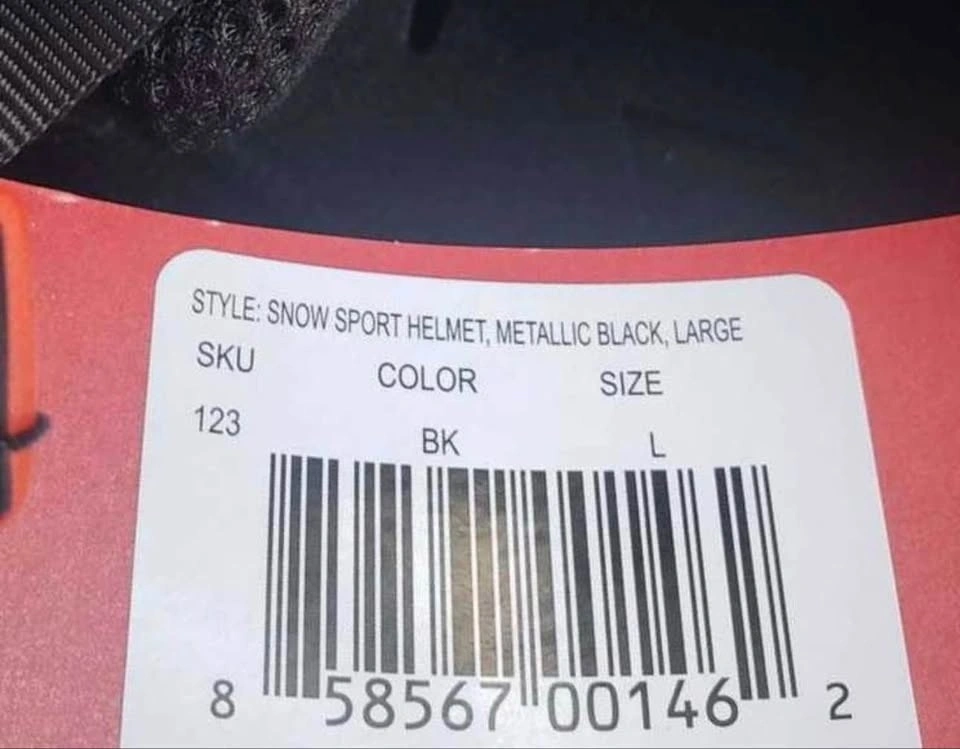 STYLE: SNOW SPORT HELMET, METALLIC BLACK, LARGE
SKU COLOR SIZE
123 BK L
8 58567 00146 2